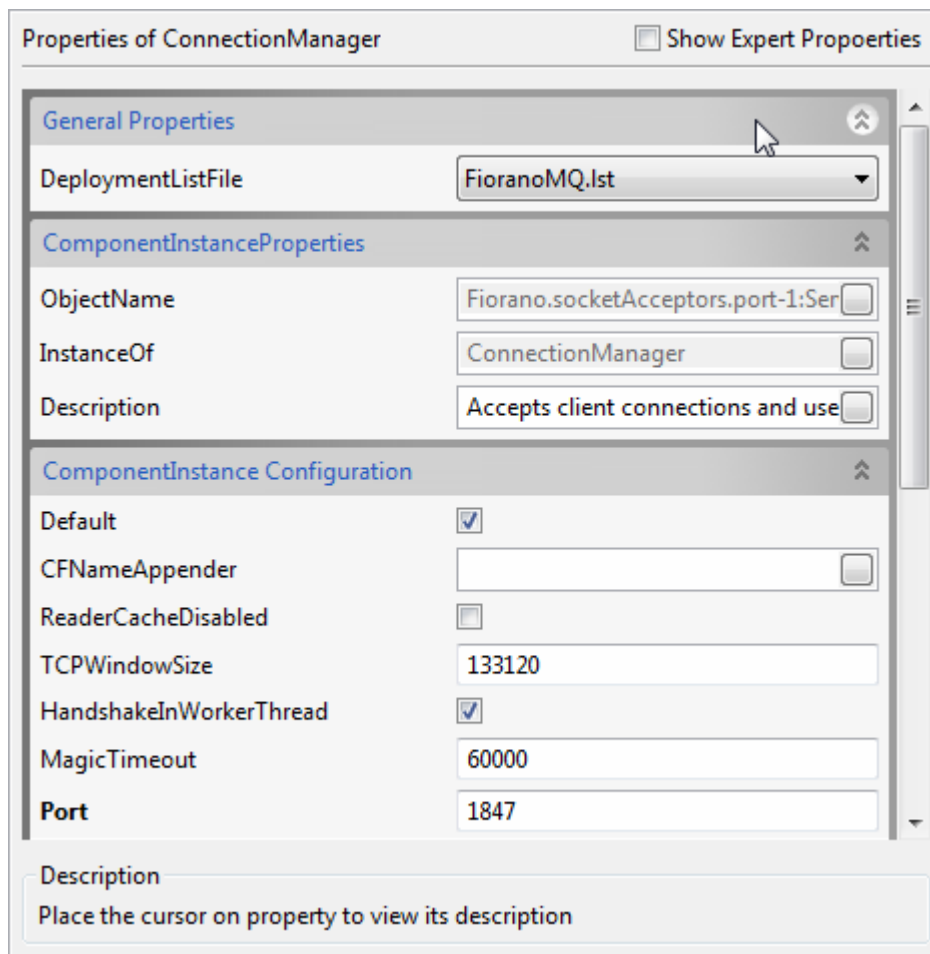 Properties of ConnectionManager Show Expert Propoerties
General Properties
DeploymentListFile FioranoMQ.lst
ComponentInstanceProperties
ObjectName Fiorano.socketAcceptors.port-1:Ser
InstanceOf ConnectionManager
Description Accepts client connections and use
ComponentInstance Configuration
Default
CFNameAppender
ReaderCacheDisabled
TCPWindowSize 133120
HandshakeInWorkerThread
MagicTimeout 60000
Port 1847
Description
Place the cursor on property to view its description